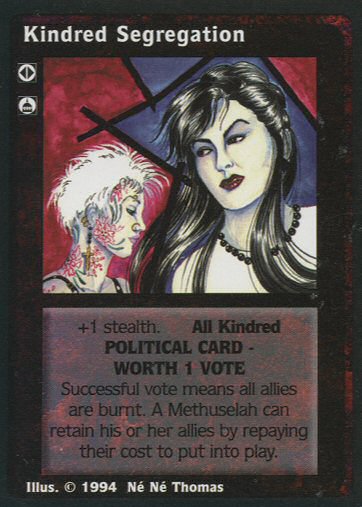 Kindred Segregation
+1 stealth. All Kindred
POLITICAL CARD -
WORTH 1 VOTE
Successful vote means all allies
are burnt. A Methuselah can
retain his or her allies by repaying
their cost to put into play.
Illus. © 1994 Né Né Thomas